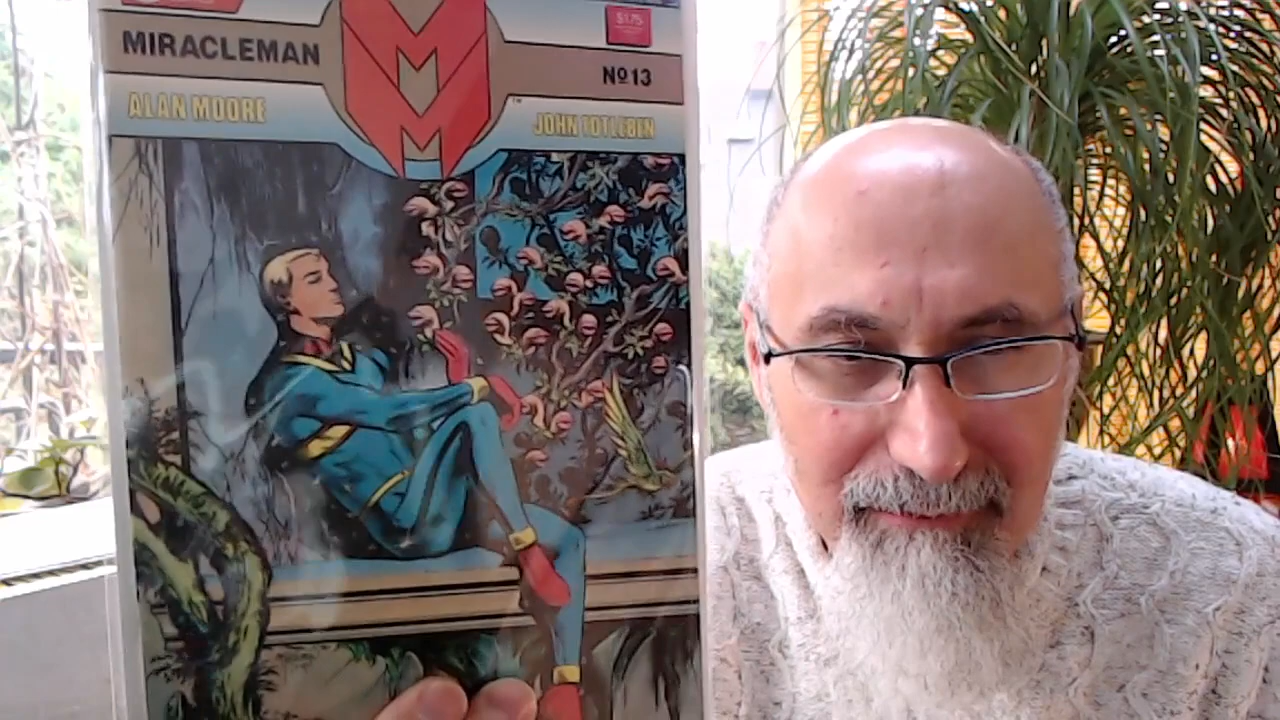 $1.75
MIRACLEMAN
Nº13
ALAN MOORE
JOHN TOTLEBEN